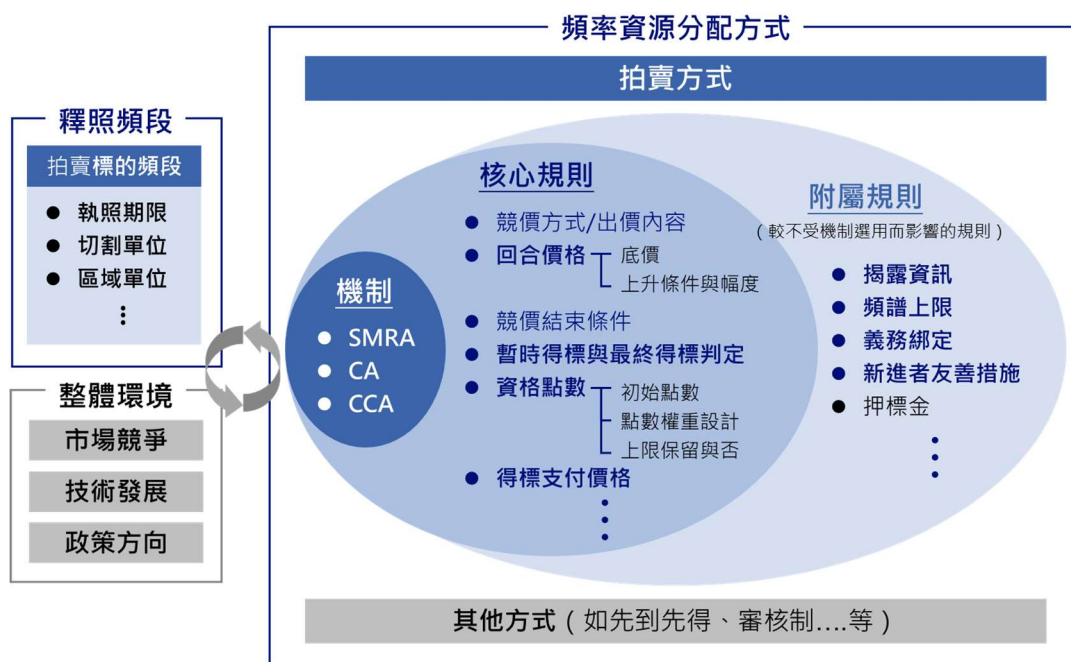 頻率資源分配方式
拍賣方式
釋照頻段
拍賣標的頻段
● 執照期限
● 切割單位
● 區域單位
⋮
整體環境
市場競爭
技術發展
政策方向
機制
● SMRA
● CA
● CCA
核心規則
● 競價方式/出價內容
● 回合價格
底價
上升條件與幅度
● 競價結束條件
● 暫時得標與最終得標判定
● 資格點數
初始點數
點數權重設計
上限保留與否
● 得標支付價格
⋮
附屬規則
（較不受機制選用而影響的規則）
● 揭露資訊
● 頻譜上限
● 義務綁定
● 新進者友善措施
● 押標金
⋮
其他方式（如先到先得、審核制....等）